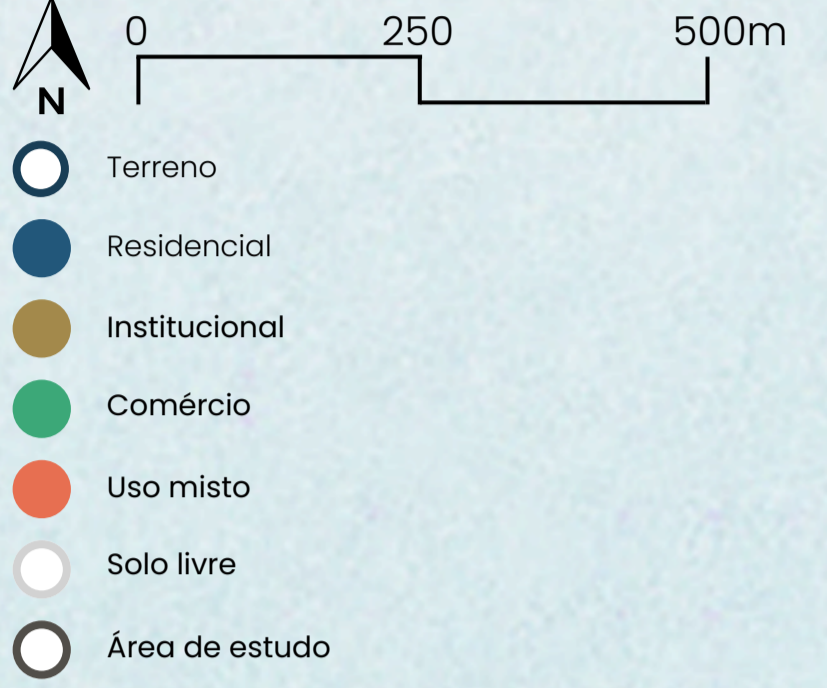 0 250 500m
N
Terreno
Residencial
Institucional
Comércio
Uso misto
Solo livre
Área de estudo